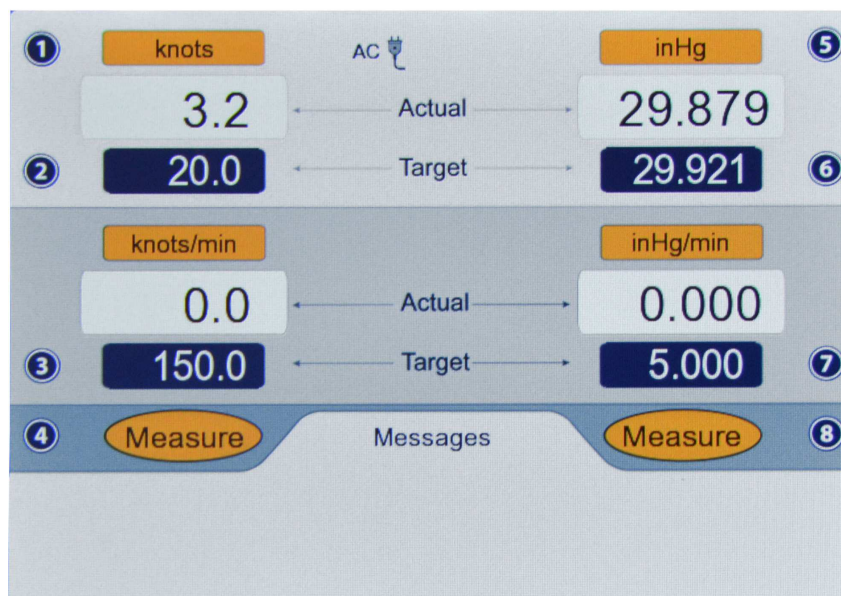 1 knots AC inHg 5
3.2 Actual 29.879
2 20.0 Target 29.921 6
knots/min inHg/min
0.0 Actual 0.000
3 150.0 Target 5.000 7
4 Measure Messages Measure 8